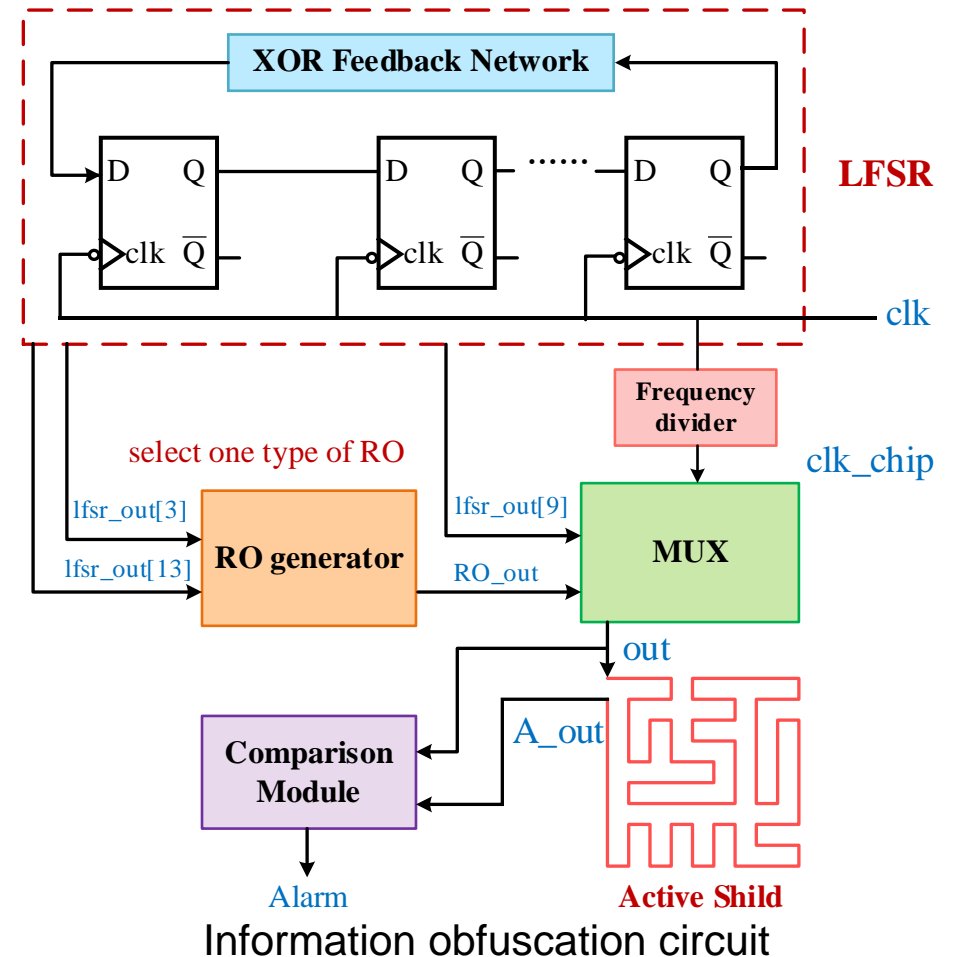 XOR Feedback Network
D Q
D Q
......
D Q
LFSR
clk Q
clk Q
clk Q
clk
Frequency
divider
select one type of RO
clk_chip
lfsr_out[3]
lfsr_out[9]
RO generator
MUX
lfsr_out[13]
RO_out
out
A_out
Comparison
Module
Alarm
Active Shild
Information obfuscation circuit